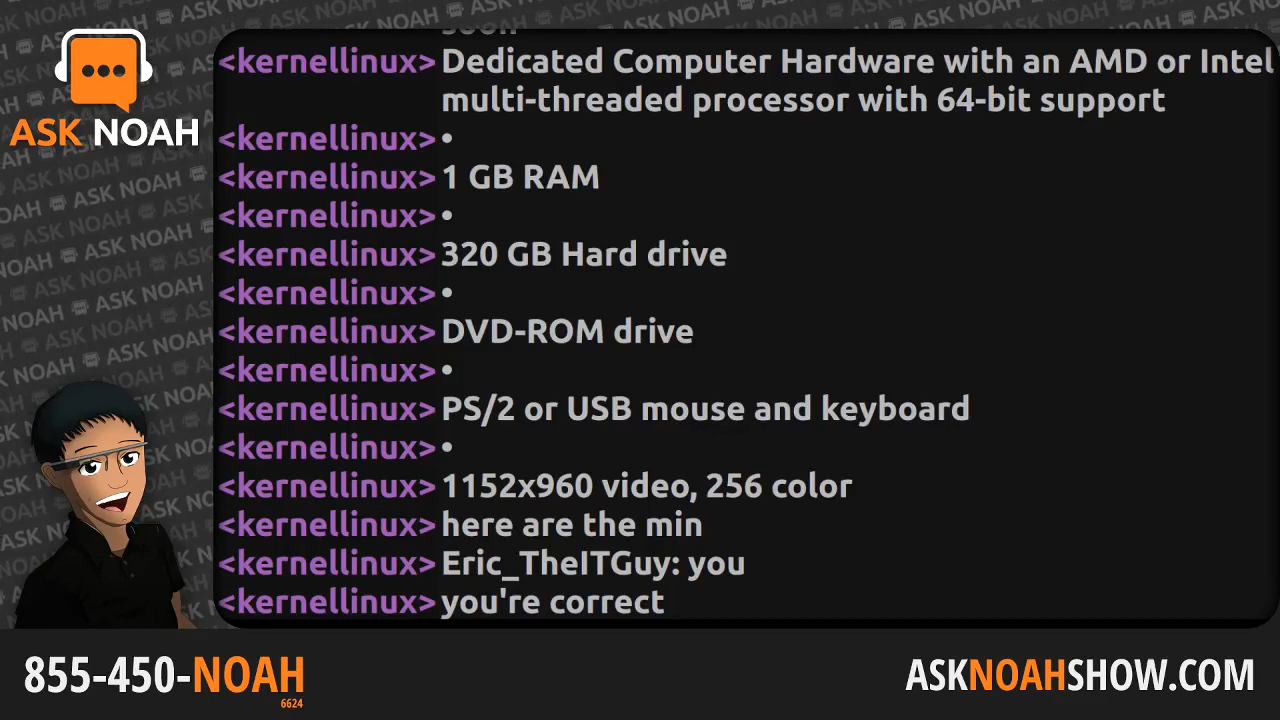 ASK NOAH
<kernellinux> Dedicated Computer Hardware with an AMD or Intel
multi-threaded processor with 64-bit support
<kernellinux> •
<kernellinux> 1 GB RAM
<kernellinux> •
<kernellinux> 320 GB Hard drive
<kernellinux> •
<kernellinux> DVD-ROM drive
<kernellinux> •
<kernellinux> PS/2 or USB mouse and keyboard
<kernellinux> •
<kernellinux> 1152x960 video, 256 color
<kernellinux> here are the min
<kernellinux> Eric_TheITGuy: you
<kernellinux> you're correct
855-450-NOAH
6624
ASKNOAHSHOW.COM